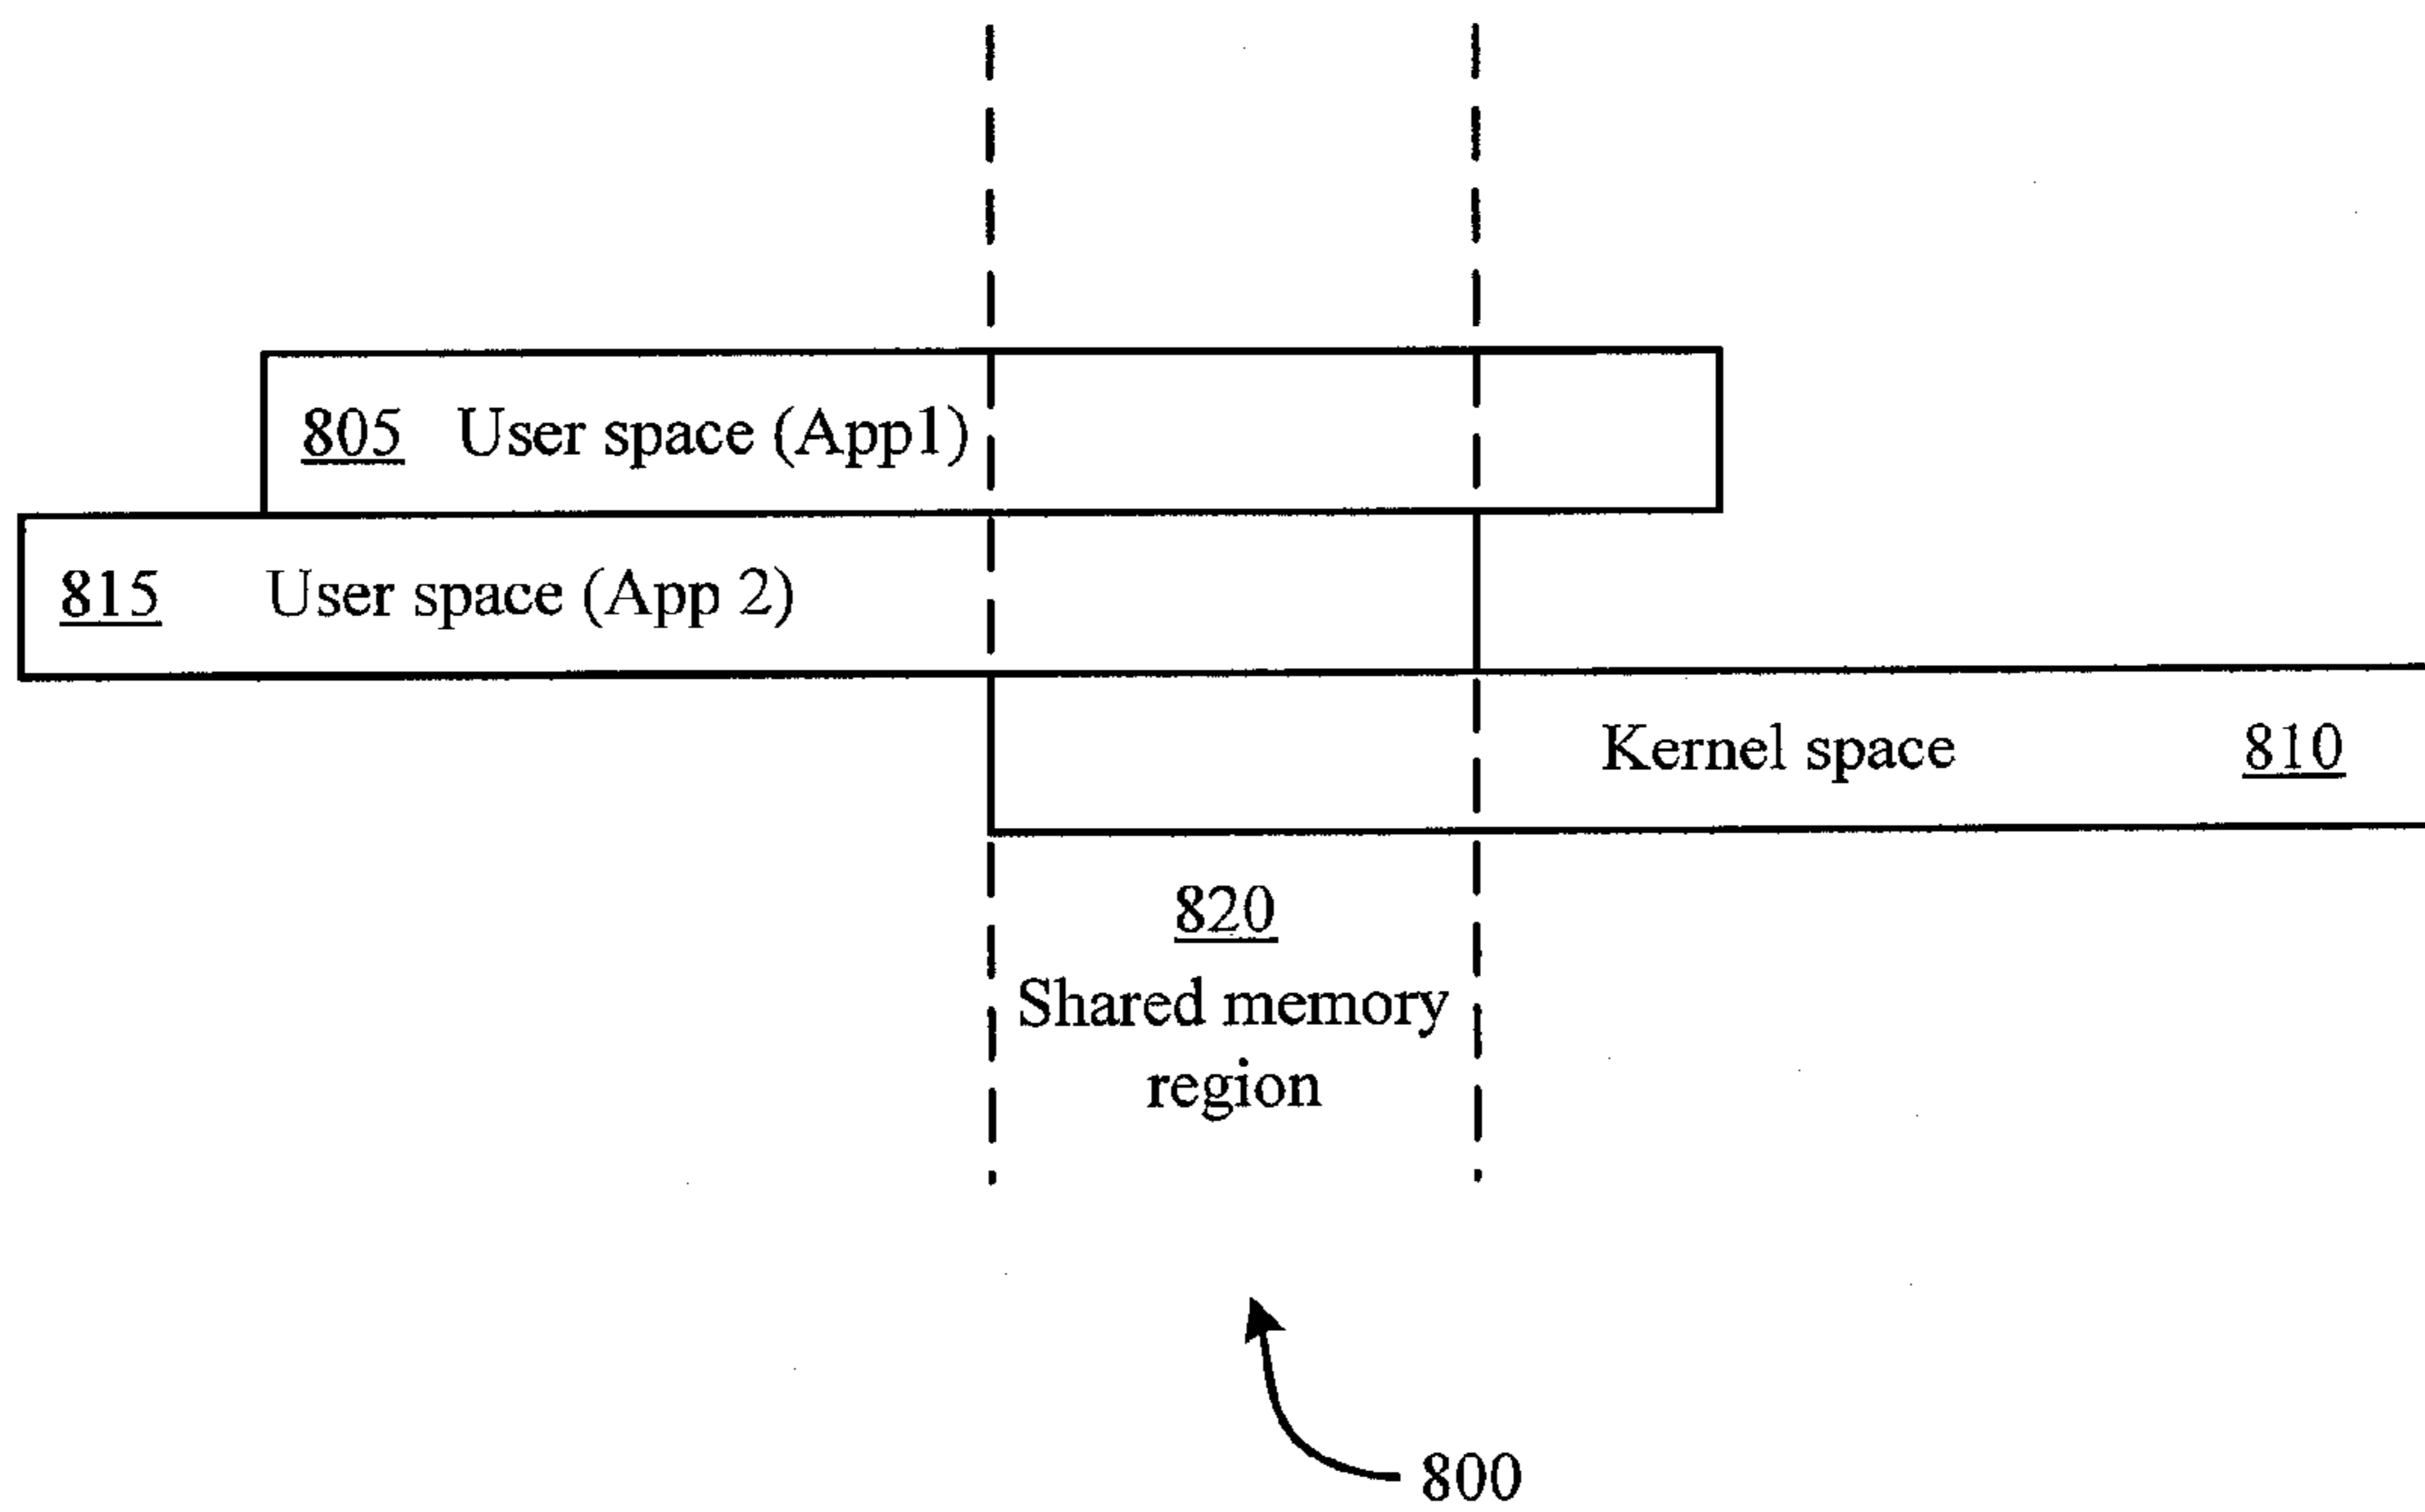 805 User space (App1)
815 User space (App 2)
Kernel space 810
820
Shared memory
region
800